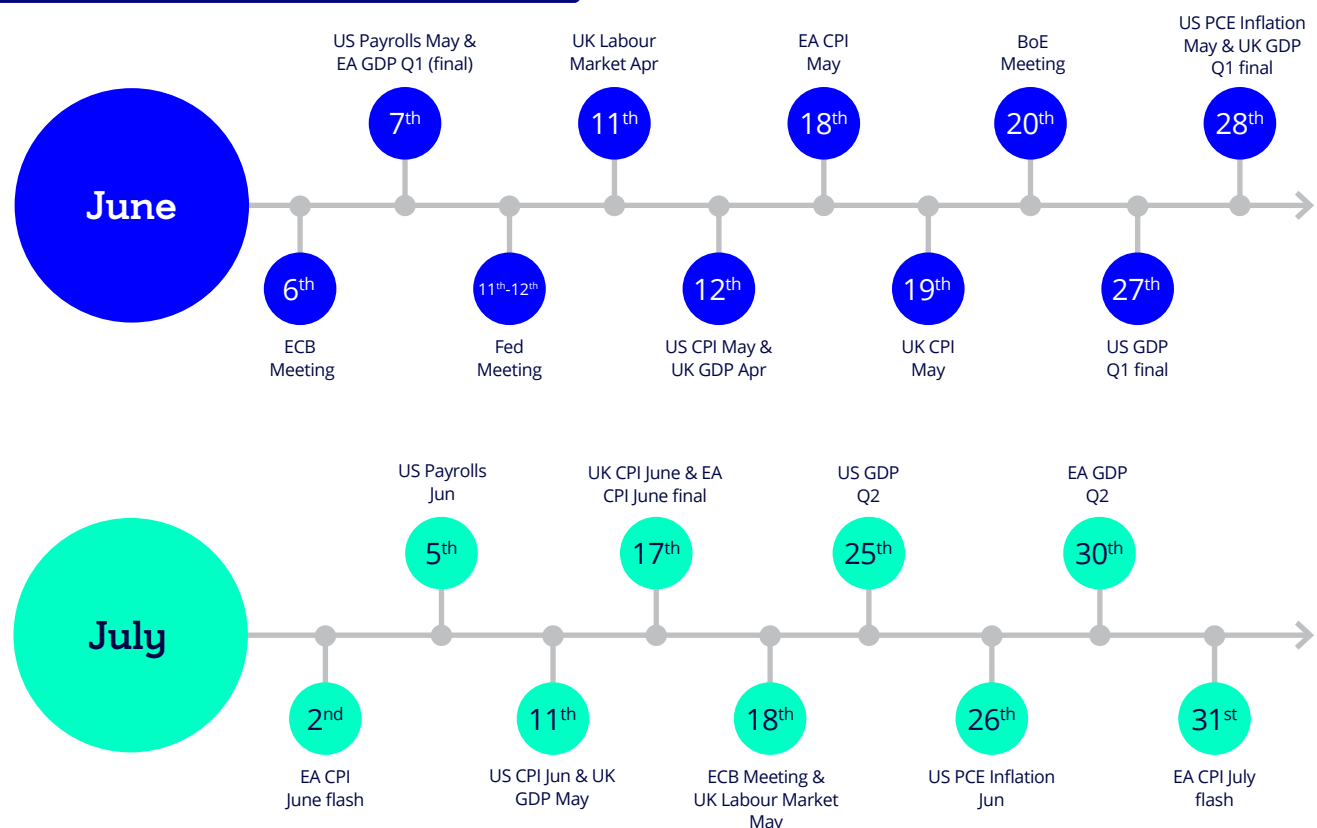 June
6th
ECB
Meeting
US Payrolls May &
EA GDP Q1 (final)
7th
11th-12th
Fed
Meeting
UK Labour
Market Apr
11th
12th
US CPI May &
UK GDP Apr
EA CPI
May
18th
19th
UK CPI
May
BoE
Meeting
20th
27th
US GDP
Q1 final
US PCE Inflation
May & UK GDP
Q1 final
28th
July
2nd
EA CPI
June flash
US Payrolls
Jun
5th
11th
US CPI Jun & UK
GDP May
UK CPI June & EA
CPI June final
17th
18th
ECB Meeting &
UK Labour Market
May
US GDP
Q2
25th
26th
US PCE Inflation
Jun
EA GDP
Q2
30th
31st
EA CPI July
flash